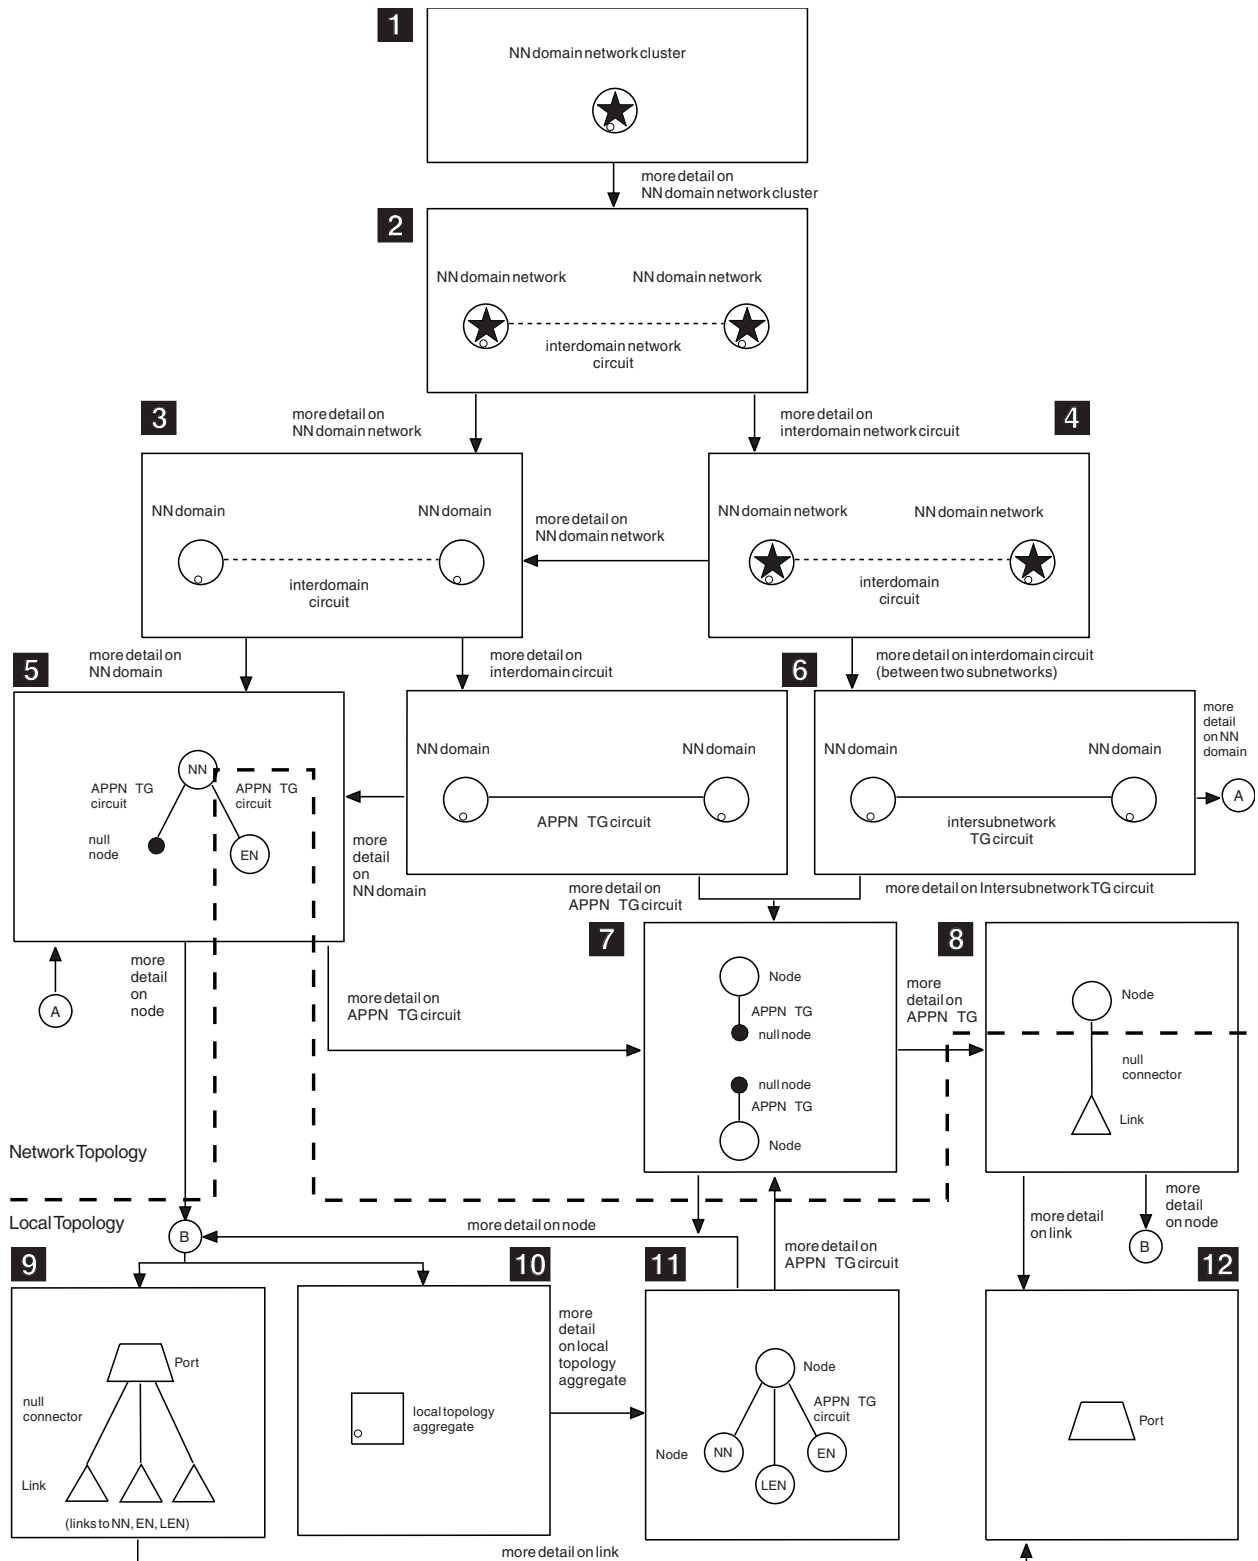 1
NN domain network cluster
more detail on
NN domain network cluster
2
NN domain network
NN domain network
interdomain network
circuit
3
more detail on
NN domain network
more detail on
interdomain network circuit
4
NN domain
NN domain
interdomain
circuit
more detail on
NN domain network
NN domain network
NN domain network
interdomain
circuit
5
more detail on
NN domain
more detail on
interdomain circuit
6
more detail on interdomain circuit
(between two subnetworks)
NN
APPN TG
circuit
APPN TG
circuit
null
node
EN
more
detail
on
NN domain
NN domain
NN domain
APPN TG circuit
NN domain
NN domain
intersubnetwork
TG circuit
more
detail
on NN
domain
A
more detail on
APPN TG circuit
more detail on Intersubnetwork TG circuit
A
more
detail
on
node
more detail on
APPN TG circuit
7
Node
APPN TG
null node
null node
APPN TG
Node
more
detail on
APPN TG
8
Node
null
connector
Link
Network Topology
Local Topology
B
more detail on node
more detail on
APPN TG circuit
more detail
on link
more
detail
on node
B
9
Port
null
connector
Link
(links to NN, EN, LEN)
10
local topology
aggregate
more
detail
on local
topology
aggregate
11
Node
APPN TG
circuit
Node
NN
LEN
EN
12
Port
more detail on link